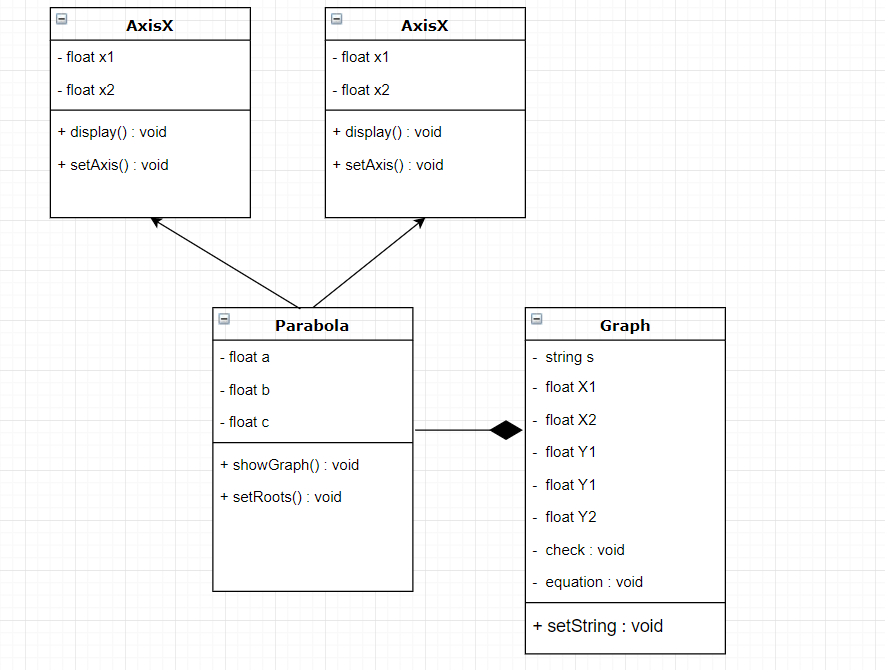 AxisX
- float x1
- float x2
+ display() : void
+ setAxis() : void
AxisX
- float x1
- float x2
+ display() : void
+ setAxis() : void
Parabola
- float a
- float b
- float c
+ showGraph() : void
+ setRoots() : void
Graph
- string s
- float X1
- float X2
- float Y1
- float Y1
- float Y2
- check : void
- equation : void
+ setString : void